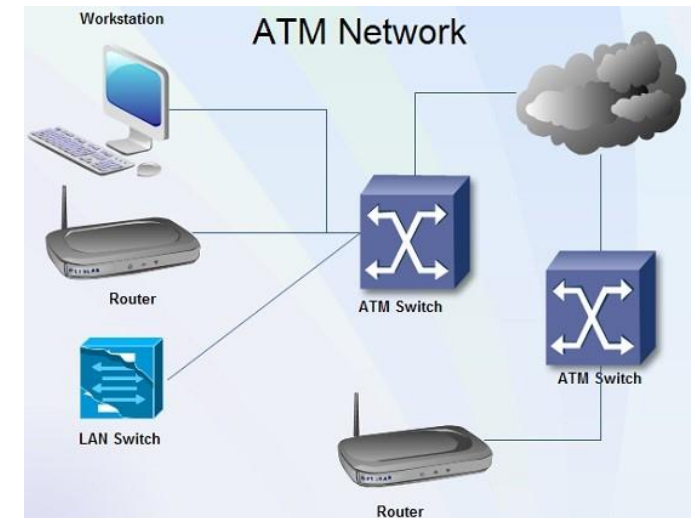 Workstation
ATM Network
Router
ATM Switch
LAN Switch
ATM Switch
Router